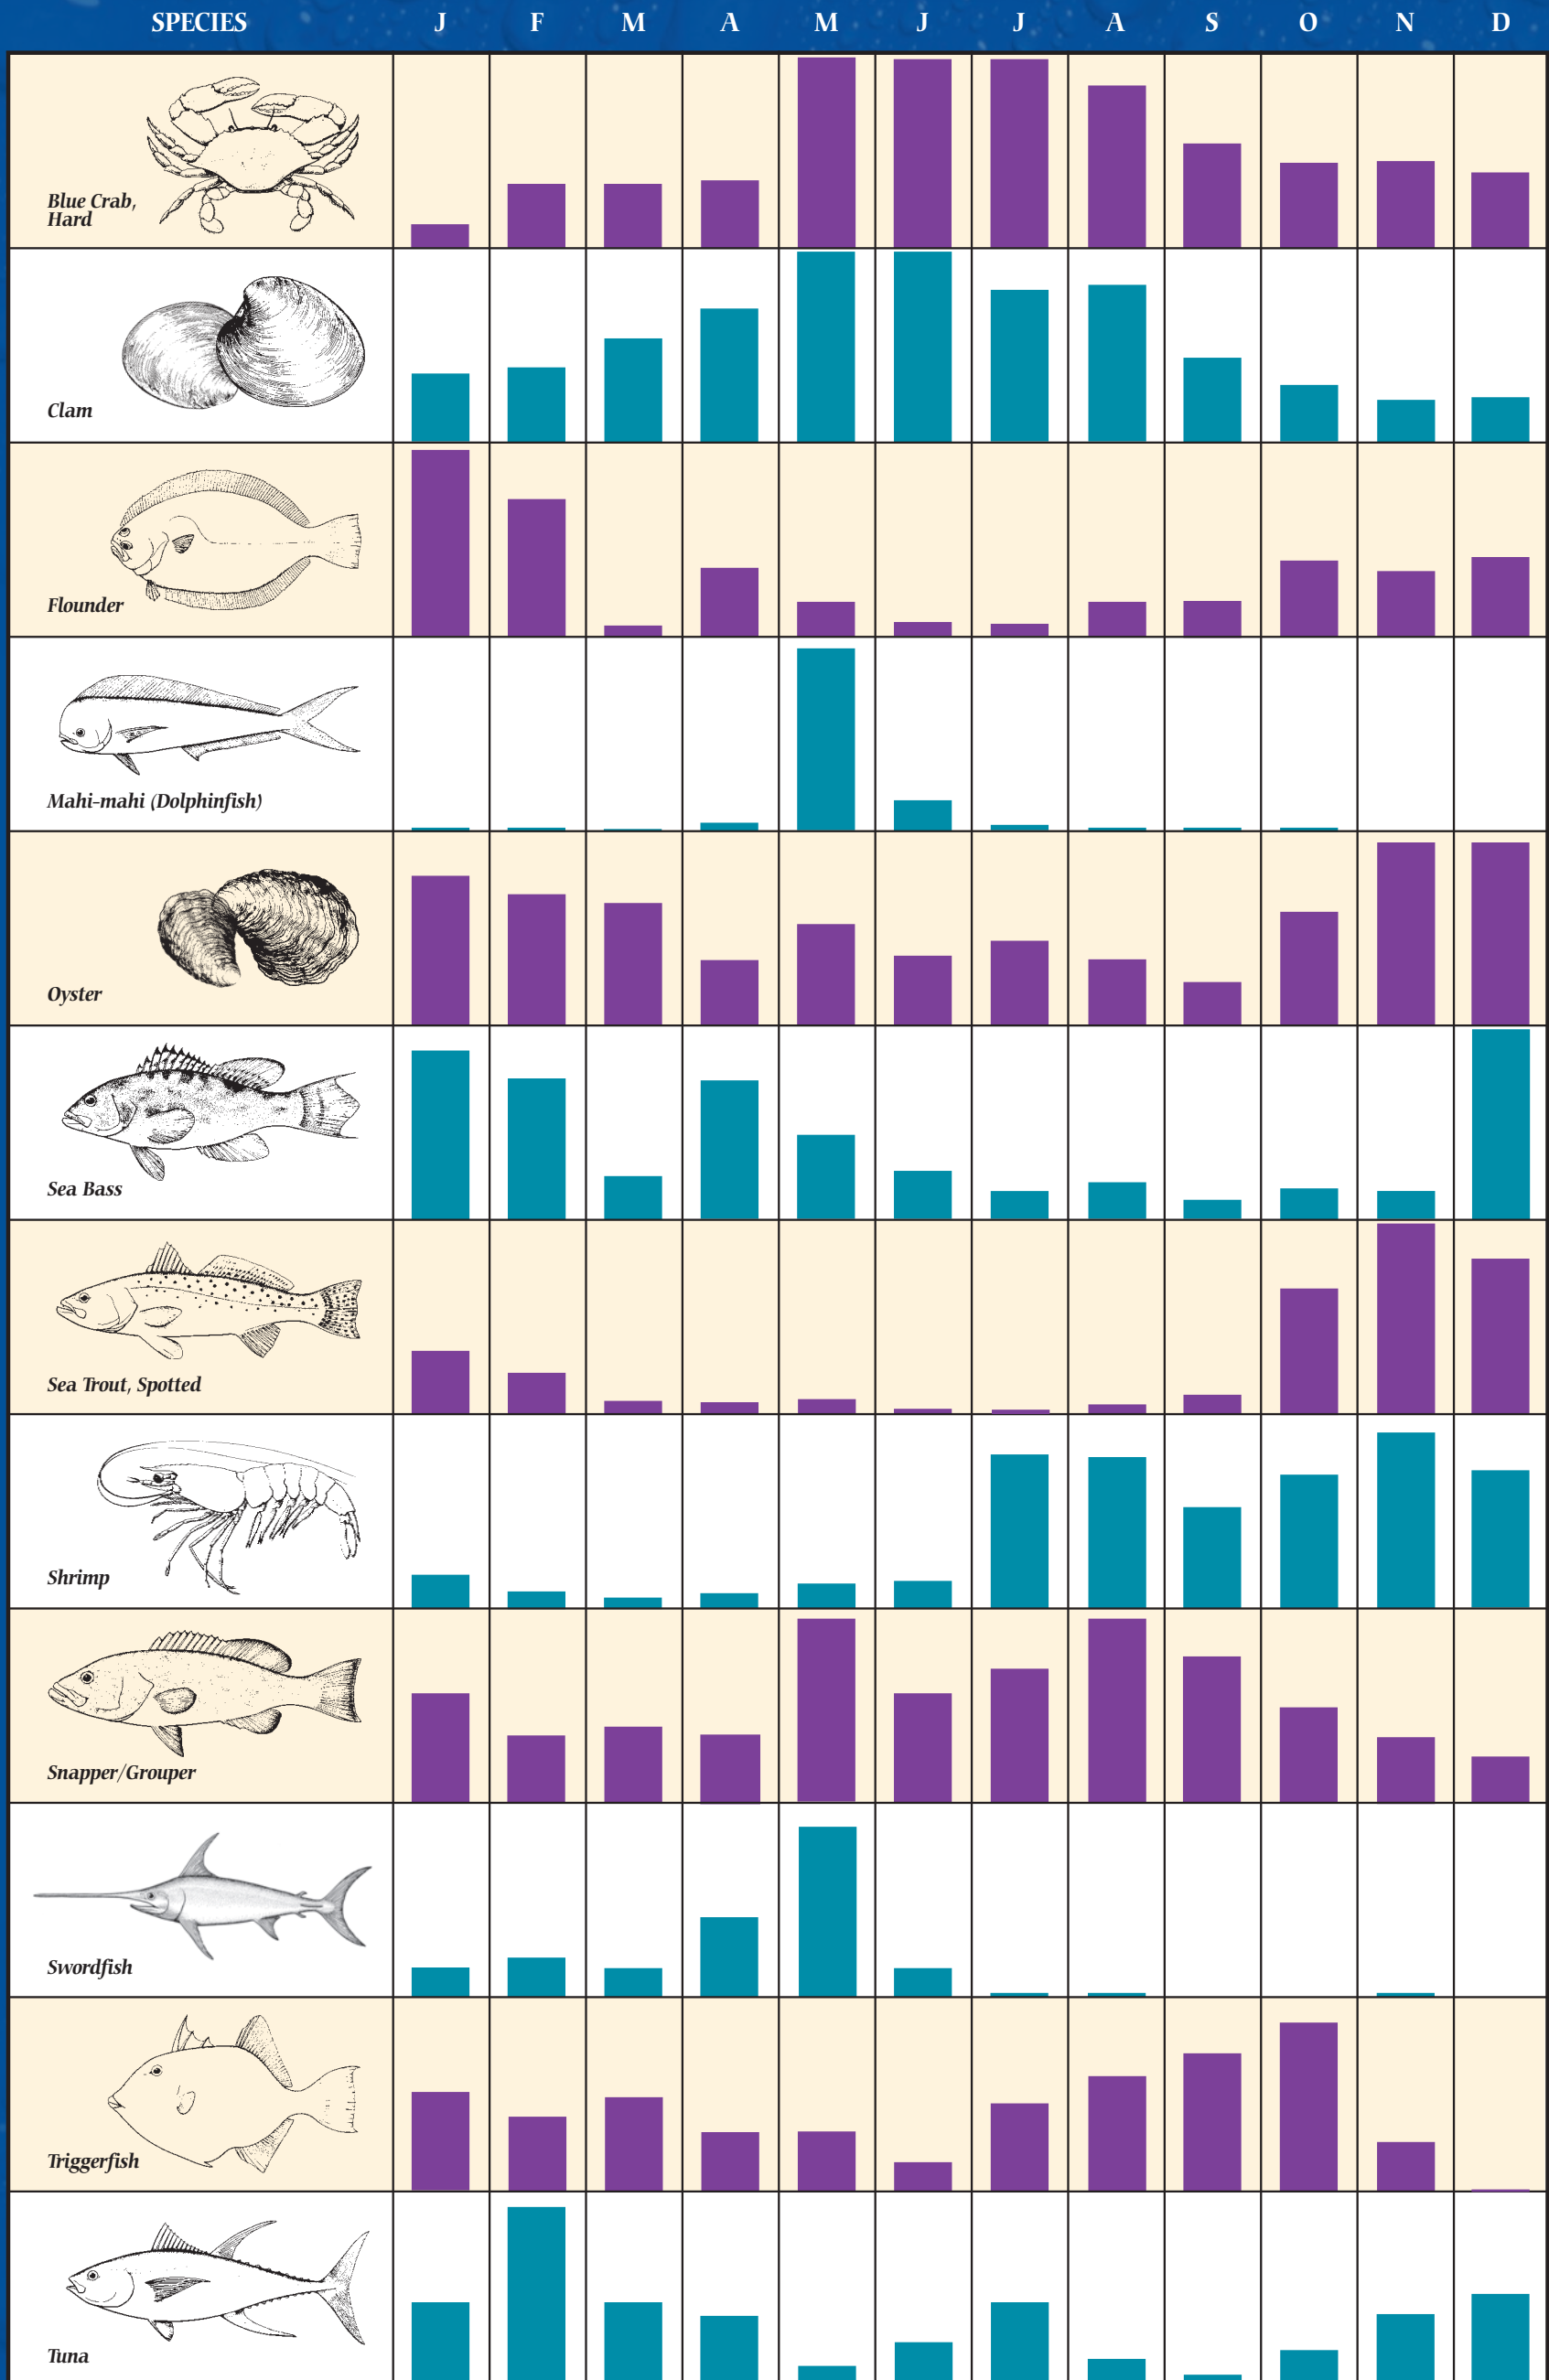 SPECIES J F M A M J J A S O N D
Blue Crab,
Hard
Clam
Flounder
Mahi-mahi (Dolphinfish)
Oyster
Sea Bass
Sea Trout, Spotted
Shrimp
Snapper/Grouper
Swordfish
Triggerfish
Tuna